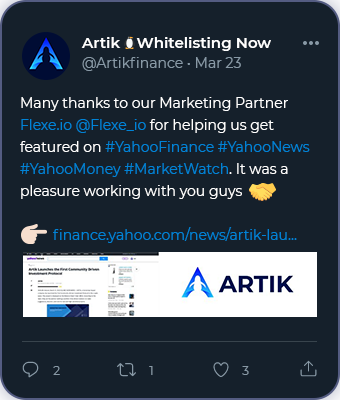 Artik🐧Whitelisting Now
@Artikfinance · Mar 23
Many thanks to our Marketing Partner
Flexe.io @Flexe_io for helping us get
featured on #YahooFinance #YahooNews
#YahooMoney #MarketWatch. It was a
pleasure working with you guys 🤝
👉 finance.yahoo.com/news/artik-lau...
Artik Launches the First Community Driven
Investment Protocol
ARTIK
2
1
3